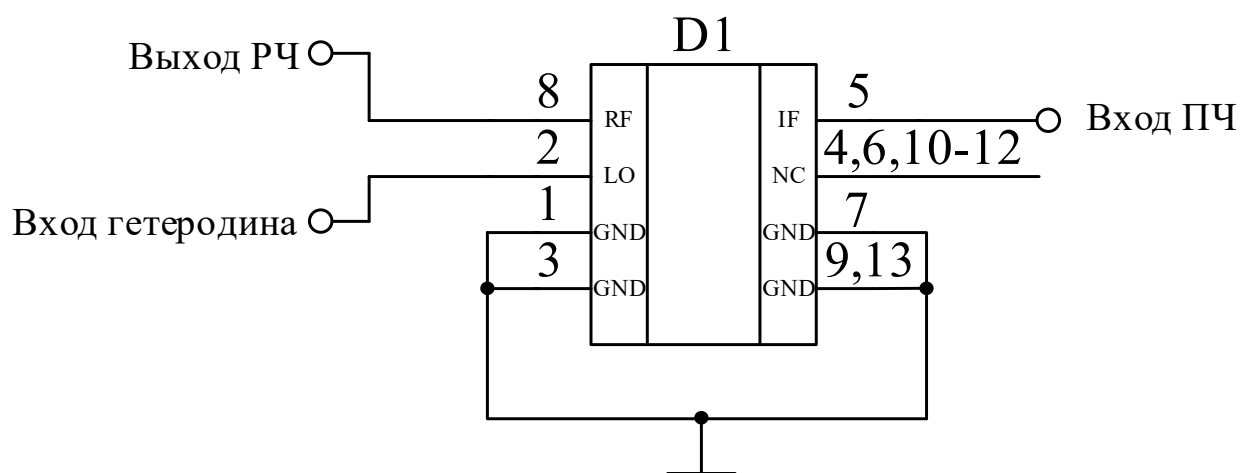 D1
Выход РЧ
8
RF
IF
5
Вход ПЧ
2
LO
NC
4,6,10-12
Вход гетеродина
1
GND
GND
7
3
GND
GND
9,13